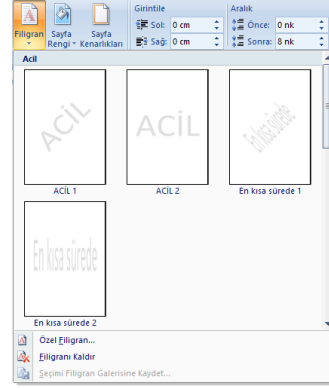 Filigran Sayfa Rengi Sayfa Kenarlıkları
Girintile
Sol: 0 cm
Sağ: 0 cm
Aralık
Önce: 0 nk
Sonra: 8 nk
Acil
ACİL
ACİL
En kısa sürede
ACİL 1
ACİL 2
En kısa sürede 1
En kısa sürede
En kısa sürede 2
Özel Filigran...
Filigranı Kaldır
Seçimi Filigran Galerisine Kaydet...